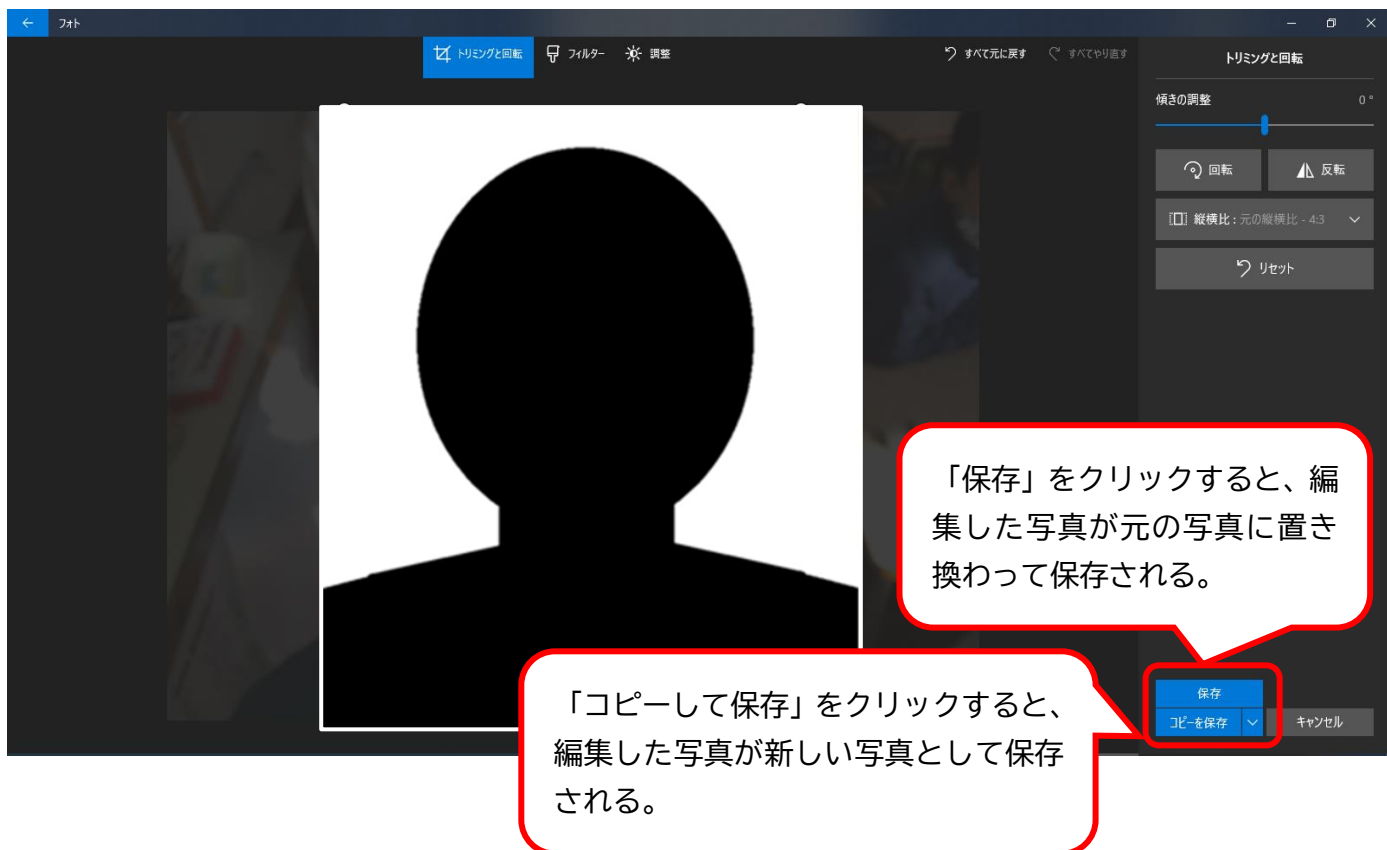 フォト
トリミングと回転 フィルター 調整 すべて元に戻す すべてやり直す
トリミングと回転
傾きの調整 0°
回転 反転
縦横比：元の縦横比 - 4:3
リセット
「保存」をクリックすると、編
集した写真が元の写真に置き
換わって保存される。
「コピーして保存」をクリックすると、
編集した写真が新しい写真として保存
される。
保存
コピーを保存 キャンセル